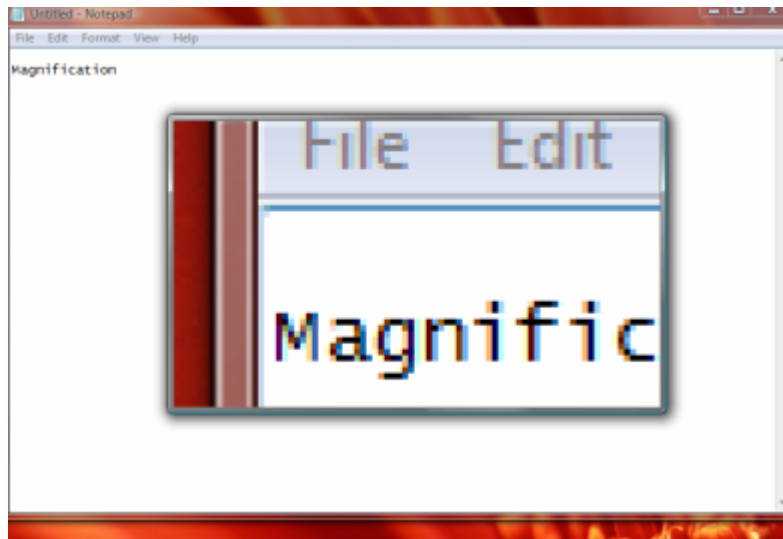 Untitled - Notepad
File Edit Format View Help
Magnification
File Edit
Magnific